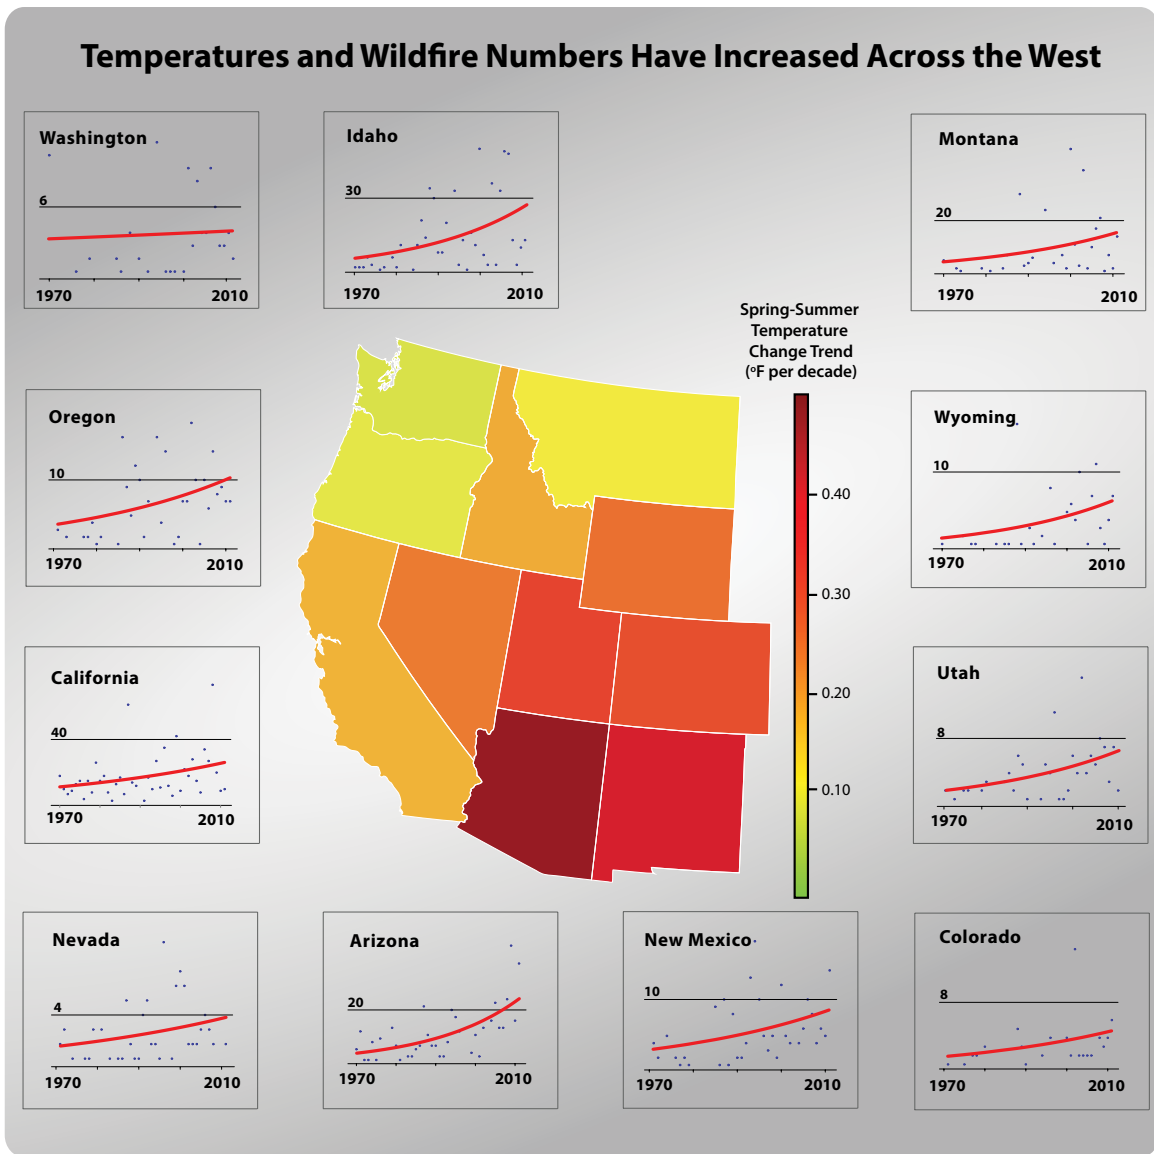 Temperatures and Wildfire Numbers Have Increased Across the West
Washington
6
1970
2010
Idaho
30
1970
2010
Montana
20
1970
2010
Spring-Summer
Temperature
Change Trend
(ºF per decade)
0.40
0.30
0.20
0.10
Oregon
10
1970
2010
Wyoming
10
1970
2010
California
40
1970
2010
Utah
8
1970
2010
Nevada
4
1970
2010
Arizona
20
1970
2010
New Mexico
10
1970
2010
Colorado
8
1970
2010